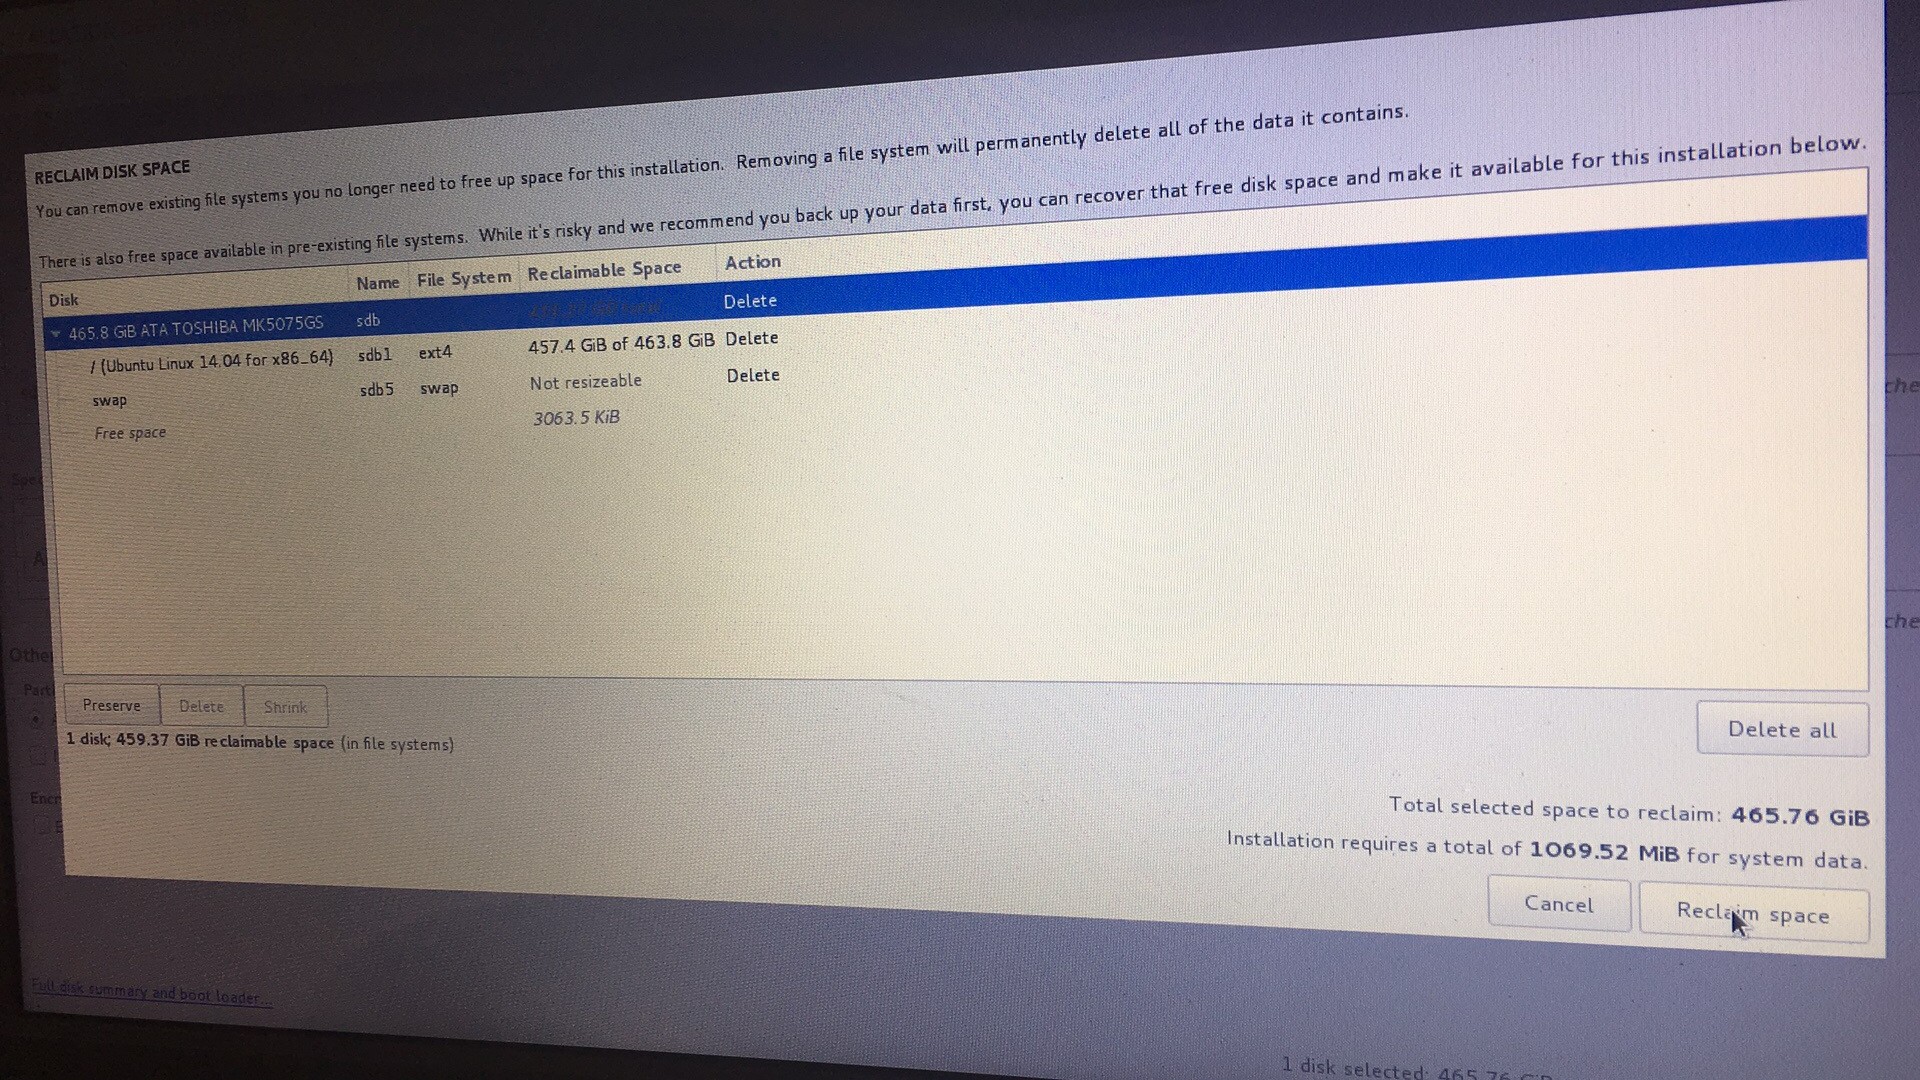 RECLAIM DISK SPACE
You can remove existing file systems you no longer need to free up space for this installation. Removing a file system will permanently delete all of the data it contains.
There is also free space available in pre-existing file systems. While it's risky and we recommend you back up your data first, you can recover that free disk space and make it available for this installation below.
Disk Name File System Reclaimable Space Action
465.8 GiB ATA TOSHIBA MK5075GS sdb Delete
/ (Ubuntu Linux 14.04 for x86_64) sdb1 ext4 457.4 GiB of 463.8 GiB Delete
swap sdb5 swap Not resizeable Delete
Free space 3063.5 KiB
che
che
Other
Part
Preserve Delete Shrink
1 disk; 459.37 GiB reclaimable space (in file systems)
Delete all
Encr
Total selected space to reclaim: 465.76 GiB
Installation requires a total of 1069.52 MiB for system data.
Cancel Reclaim space
Full disk summary and boot loader...
1 disk selected; 465.76 GiB